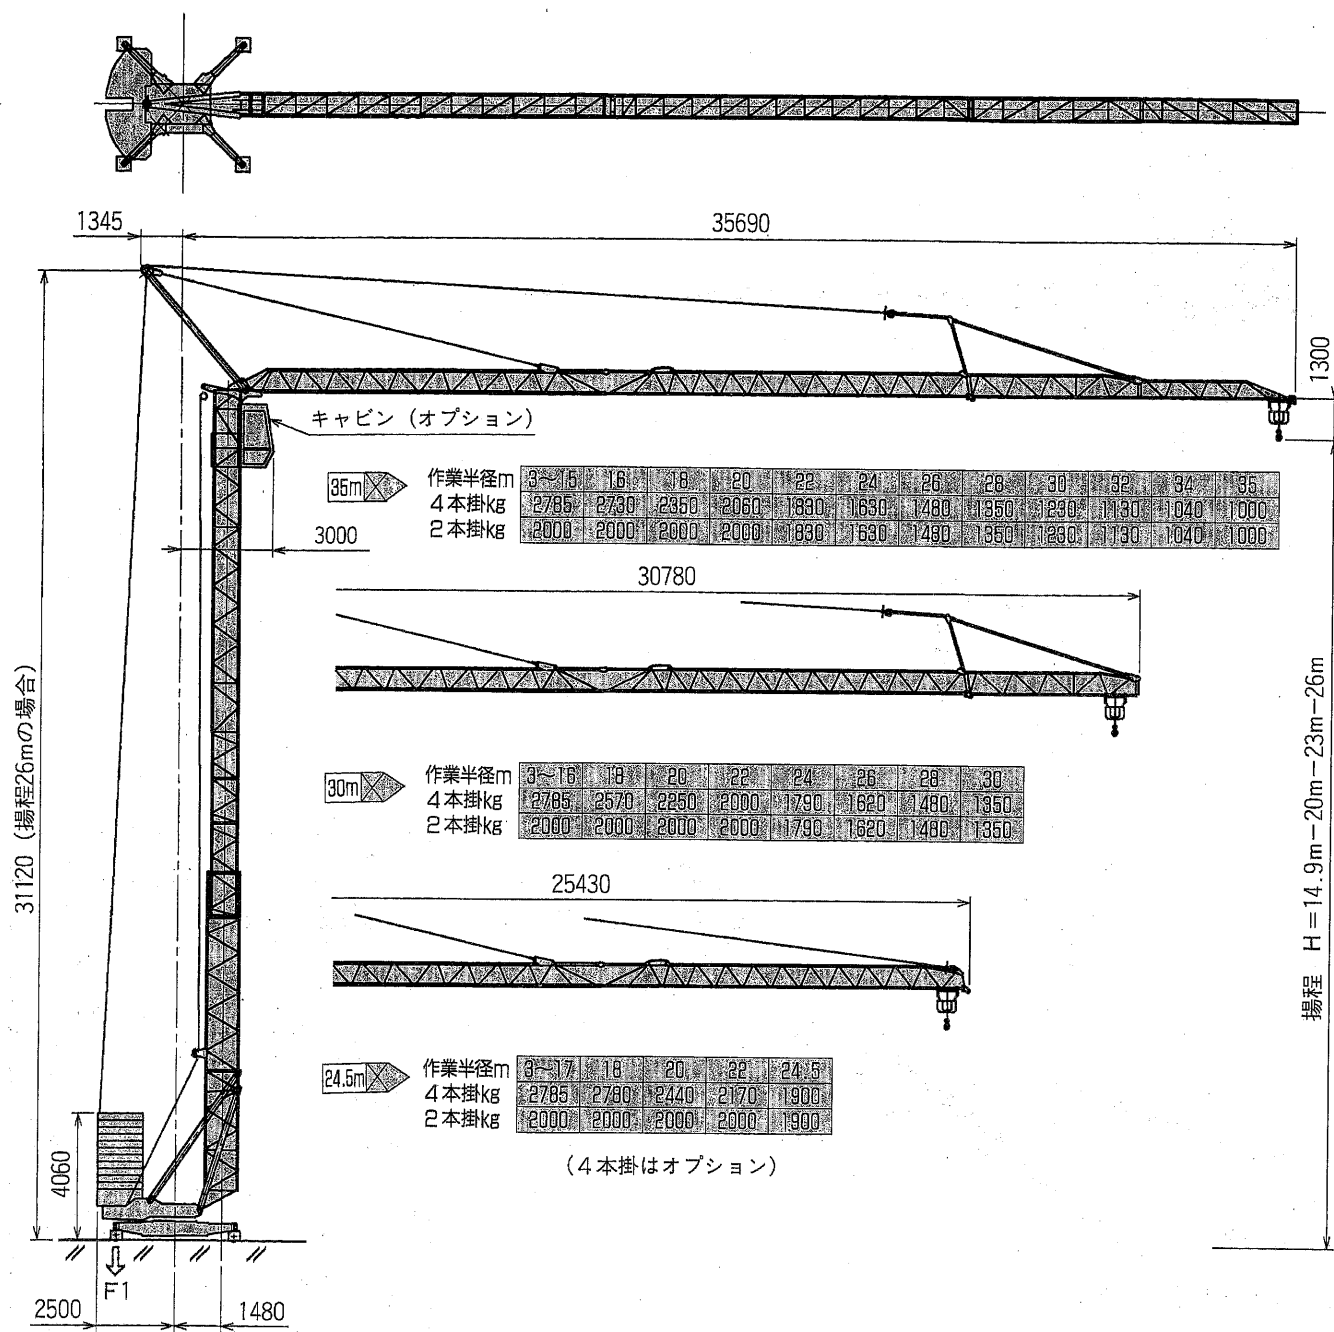 1345
35690
1300
キャビン（オプション）
35m
作業半径m 3～15 16 18 20 22 24 26 28 30 32 34 35
4本掛kg 2785 2730 2350 2060 1830 1630 1480 1350 1230 1130 1040 1000
2本掛kg 2000 2000 2000 2000 1830 1630 1480 1350 1230 1130 1040 1000
3000
30780
31120（揚程26mの場合）
揚程 H＝14.9m−20m−23m−26m
30m
作業半径m 3～16 18 20 22 24 26 28 30
4本掛kg 2785 2570 2250 2000 1790 1620 1480 1350
2本掛kg 2000 2000 2000 2000 1790 1620 1480 1350
25430
24.5m
作業半径m 3～17 18 20 22 24.5
4本掛kg 2785 2780 2440 2170 1900
2本掛kg 2000 2000 2000 2000 1900
（4本掛はオプション）
4060
F1
2500
1480